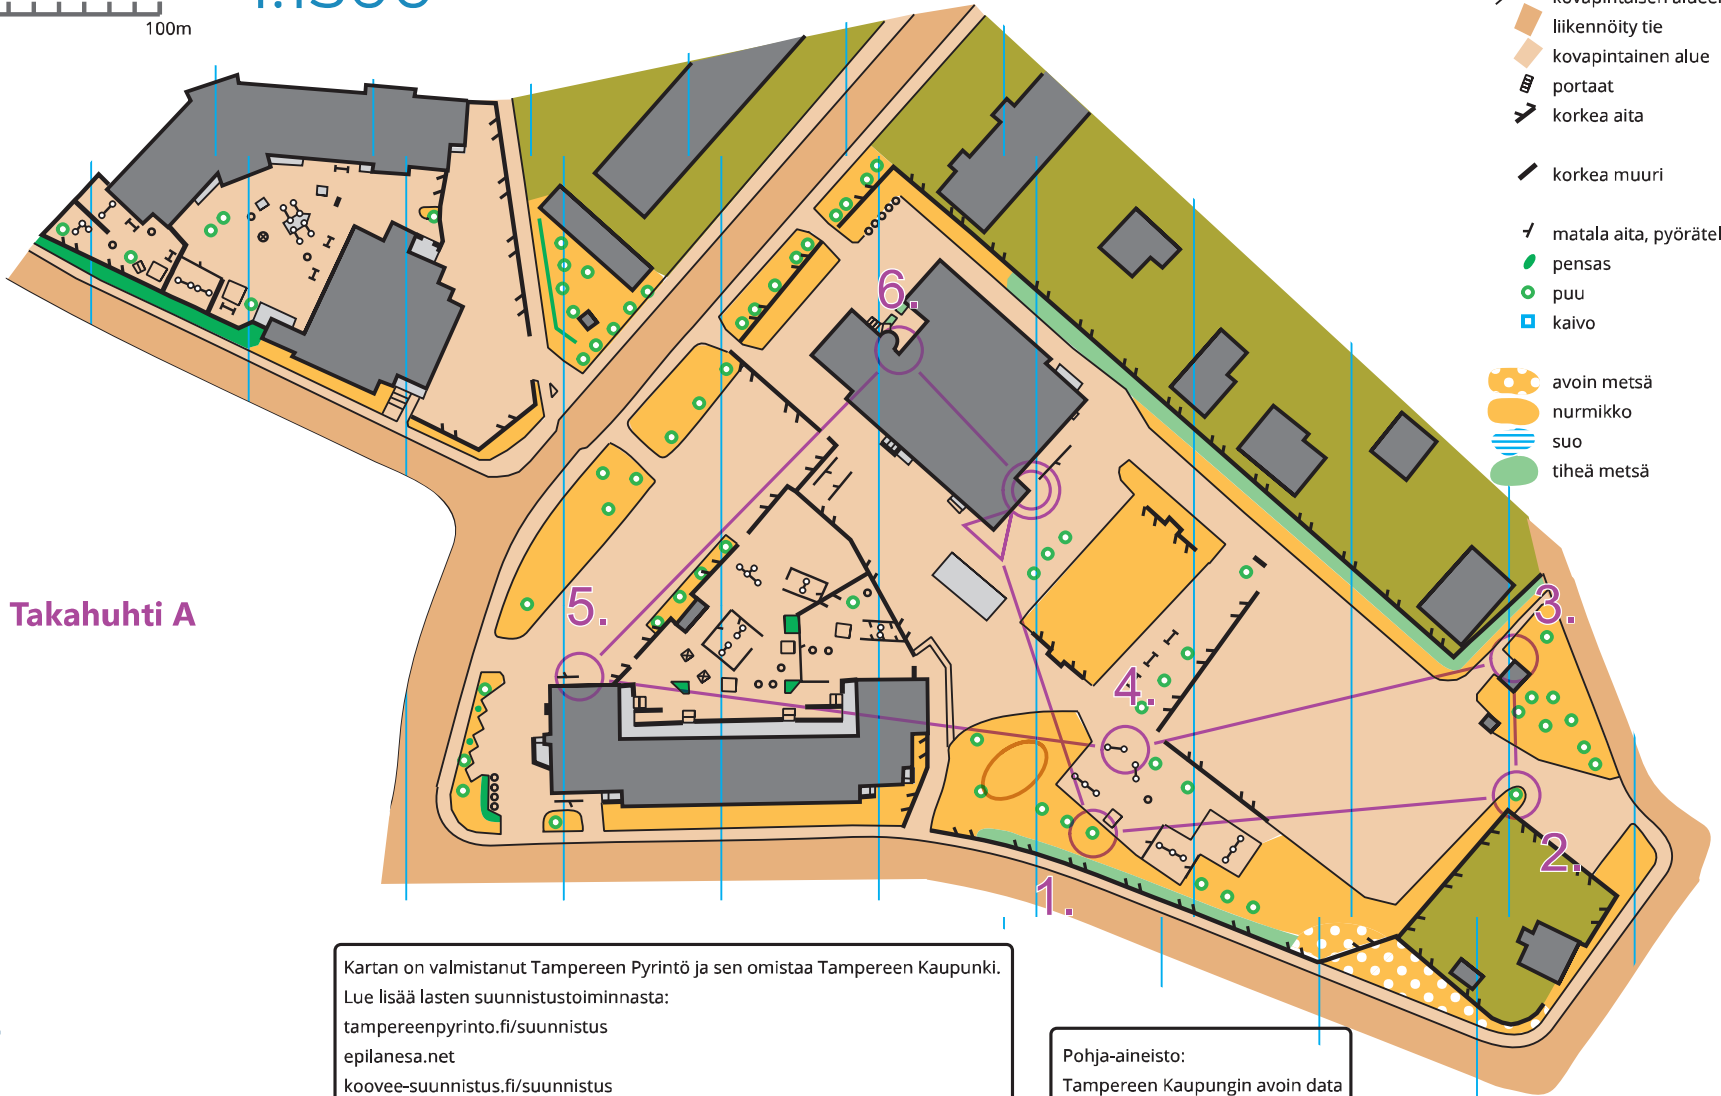 100m
liikennöity tie
kovapintainen alue
portaat
korkea aita
korkea muuri
matala aita, pyörätel
pensas
puu
kaivo
avoin metsä
nurmikko
suo
tiheä metsä
6.
5.
3.
4.
2.
1.
Takahuhti A
Kartan on valmistanut Tampereen Pyrintö ja sen omistaa Tampereen Kaupunki.
Lue lisää lasten suunnistustoiminnasta:
tampereenpyrinto.fi/suunnistus
epilanesa.net
koovee-suunnistus.fi/suunnistus
Pohja-aineisto:
Tampereen Kaupungin avoin data